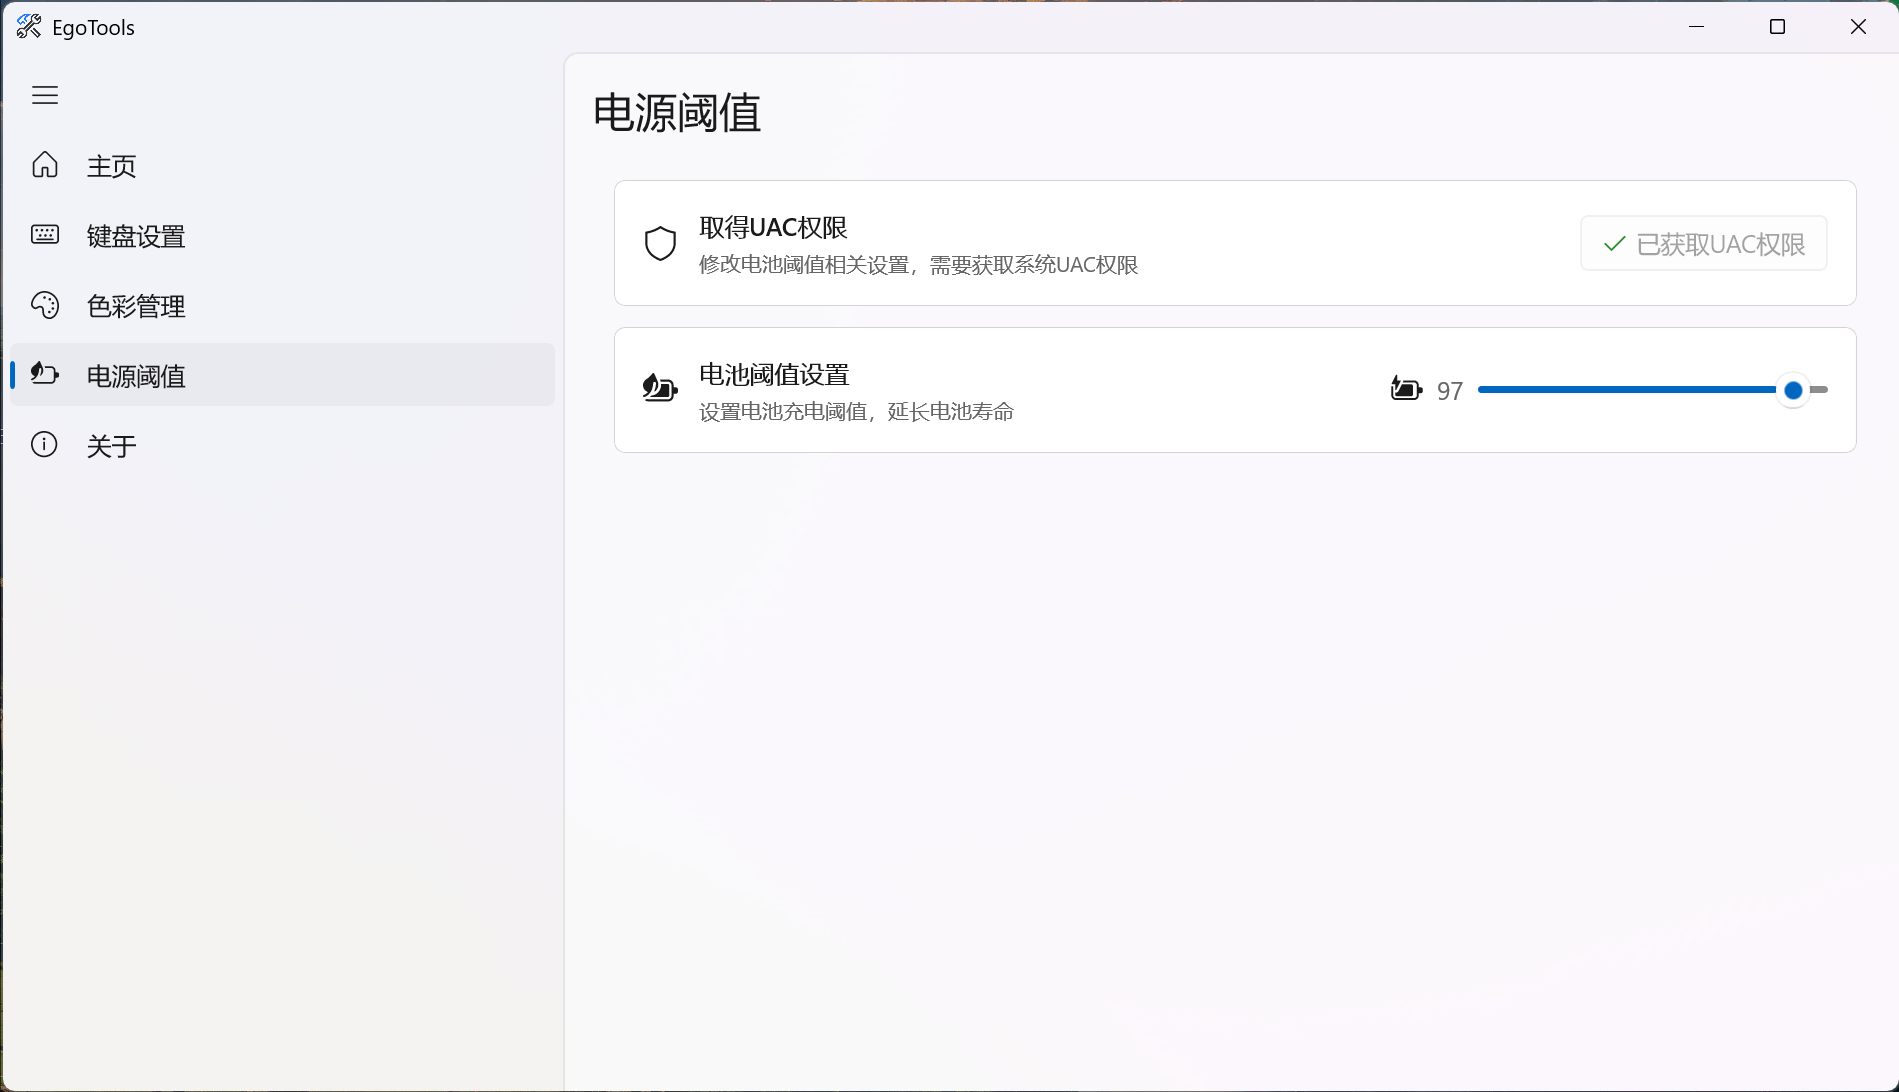 EgoTools
主页
键盘设置
色彩管理
电源阈值
关于
电源阈值
取得UAC权限
修改电池阈值相关设置，需要获取系统UAC权限
已获取UAC权限
电池阈值设置
设置电池充电阈值，延长电池寿命
97